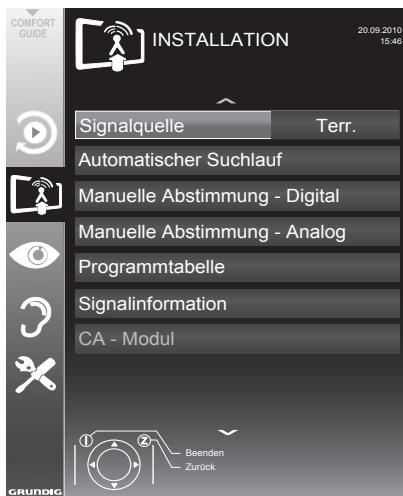 COMFORT
GUIDE
INSTALLATION
20.09.2010
15:46
Signalquelle Terr.
Automatischer Suchlauf
Manuelle Abstimmung - Digital
Manuelle Abstimmung - Analog
Programmtabelle
Signalinformation
CA - Modul
Z
Beenden
Zurück
GRUNDIG